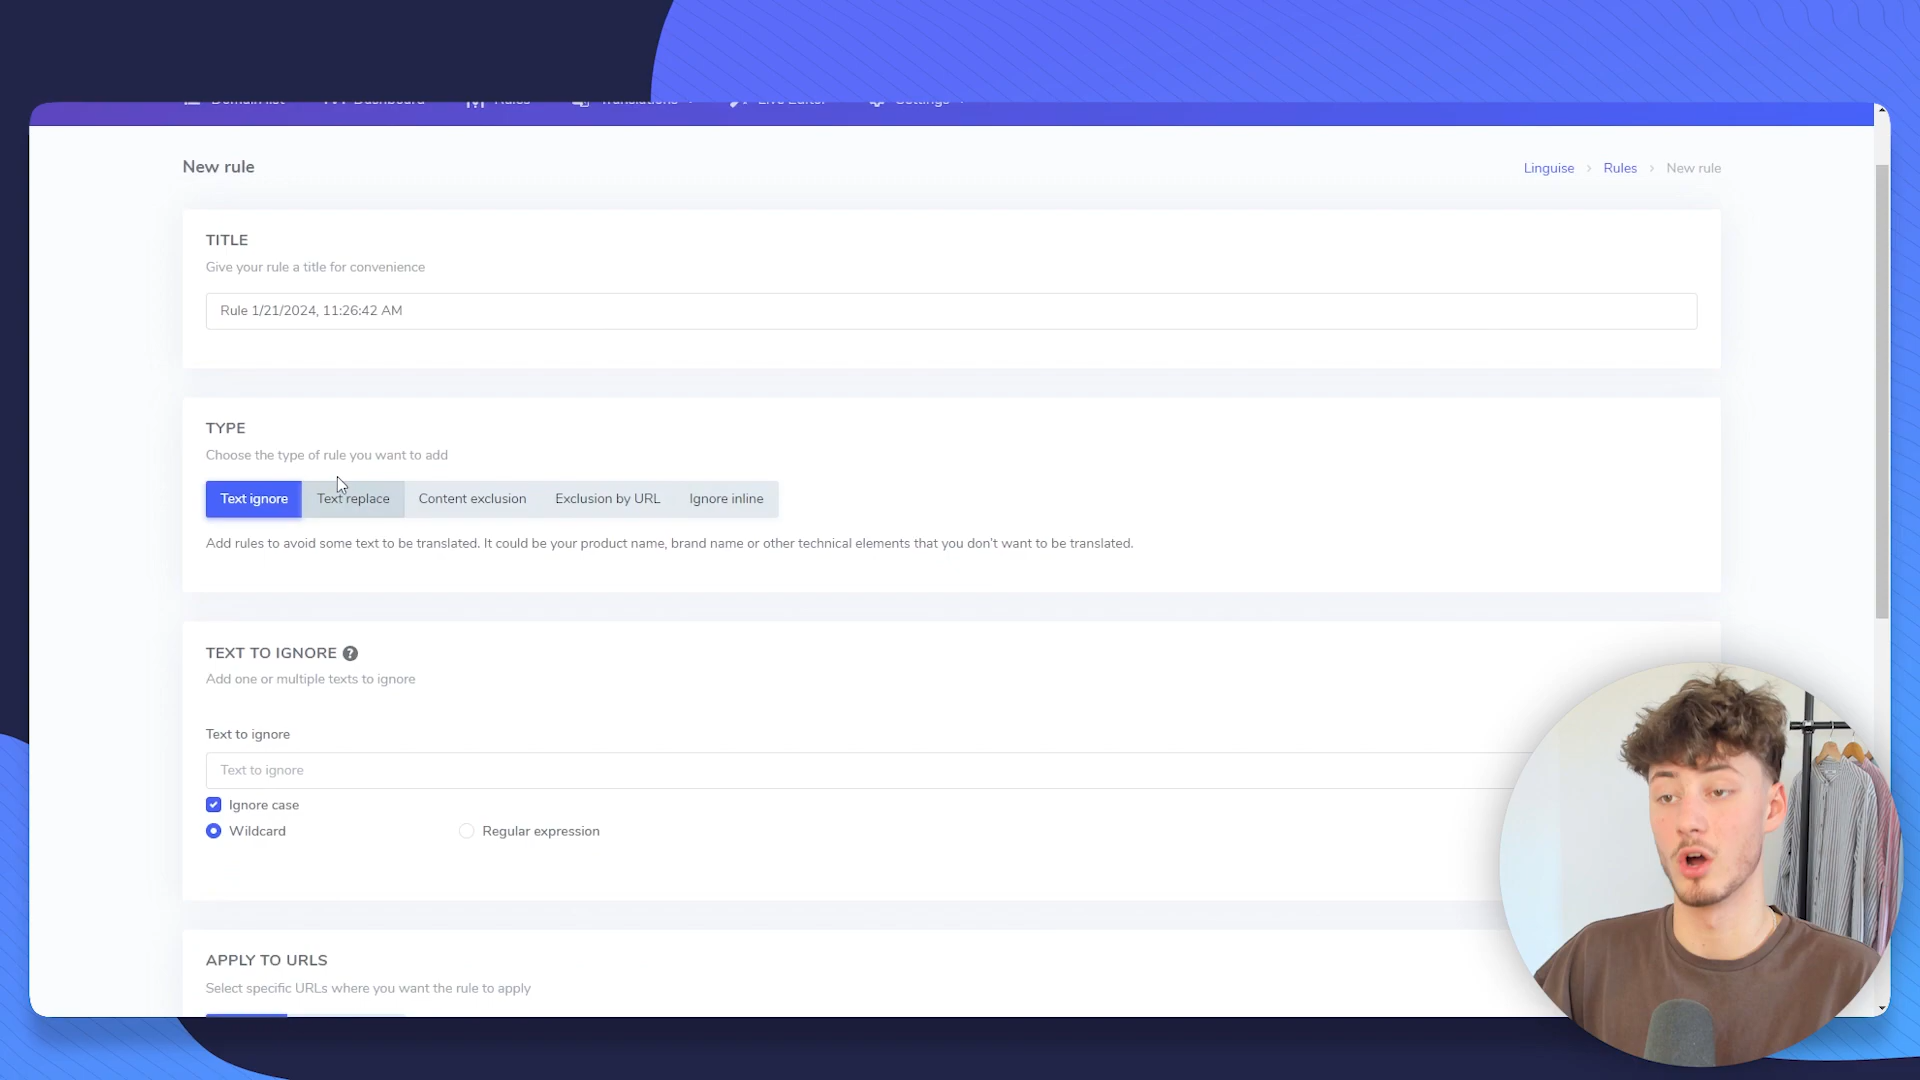 Domain list Dashboard Rules Translations Live Editor Settings
New rule
Linguise > Rules > New rule
TITLE
Give your rule a title for convenience
Rule 1/21/2024, 11:26:42 AM
TYPE
Choose the type of rule you want to add
Text ignore Text replace Content exclusion Exclusion by URL Ignore inline
Add rules to avoid some text to be translated. It could be your product name, brand name or other technical elements that you don't want to be translated.
TEXT TO IGNORE ?
Add one or multiple texts to ignore
Text to ignore
Text to ignore
Ignore case
Wildcard Regular expression
APPLY TO URLS
Select specific URLs where you want the rule to apply